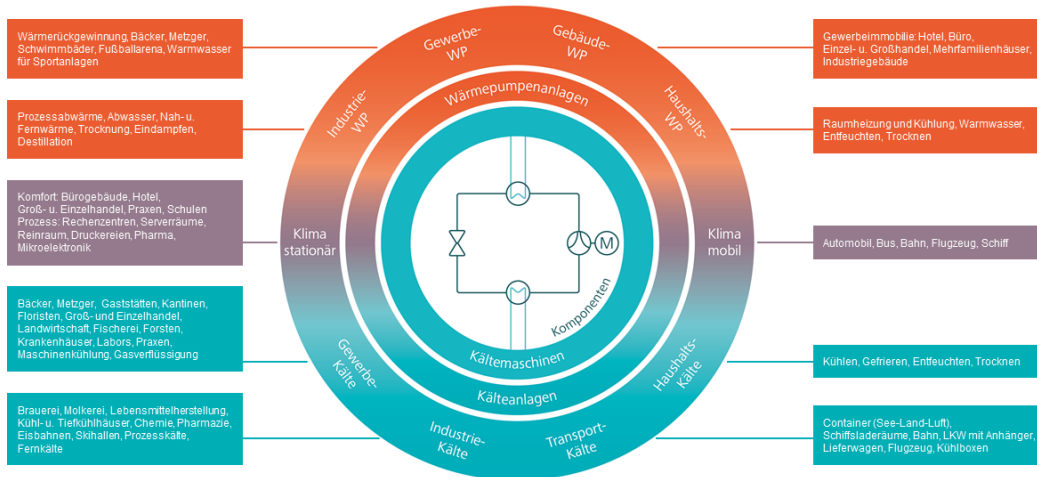 Wärmerückgewinnung, Bäcker, Metzger,
Schwimmbäder, Fußballarena, Warmwasser
für Sportanlagen
Prozessabwärme, Abwasser, Nah- u.
Fernwärme, Trocknung, Eindampfen,
Destillation
Komfort: Bürogebäude, Hotel,
Groß- u. Einzelhandel, Praxen, Schulen
Prozess: Rechenzentren, Serverräume,
Reinraum, Druckereien, Pharma,
Mikroelektronik
Bäcker, Metzger, Gaststätten, Kantinen,
Floristen, Groß- und Einzelhandel,
Landwirtschaft, Fischerei, Forsten,
Krankenhäuser, Labors, Praxen,
Maschinenkühlung, Gasverflüssigung
Brauerei, Molkerei, Lebensmittelherstellung,
Kühl- u. Tiefkühlhäuser, Chemie, Pharmazie,
Eisbahnen, Skihallen, Prozesskälte,
Fernkälte
Gewerbe-
WP
Gebäude-
WP
Industrie-
WP
Haushalts-
WP
Wärmepumpenanlagen
Klima
stationär
Klima
mobil
M
Komponenten
Kältemaschinen
Kälteanlagen
Gewerbe-
Kälte
Haushalts-
Kälte
Industrie-
Kälte
Transport-
Kälte
Gewerbeimmobilie: Hotel, Büro,
Einzel- u. Großhandel, Mehrfamilienhäuser,
Industriegebäude
Raumheizung und Kühlung, Warmwasser,
Entfeuchten, Trocknen
Automobil, Bus, Bahn, Flugzeug, Schiff
Kühlen, Gefrieren, Entfeuchten, Trocknen
Container (See-Land-Luft),
Schiffsladeräume, Bahn, LKW mit Anhänger,
Lieferwagen, Flugzeug, Kühlboxen